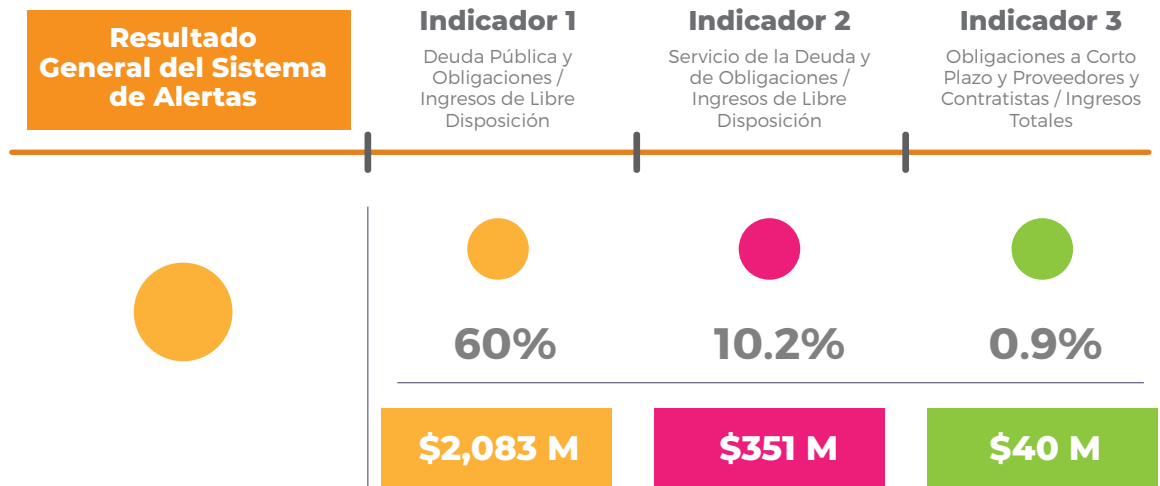 Resultado
General del Sistema
de Alertas
Indicador 1
Deuda Pública y
Obligaciones /
Ingresos de Libre
Disposición
Indicador 2
Servicio de la Deuda y
de Obligaciones /
Ingresos de Libre
Disposición
Indicador 3
Obligaciones a Corto
Plazo y Proveedores y
Contratistas / Ingresos
Totales
60%
10.2%
0.9%
$2,083 M
$351 M
$40 M